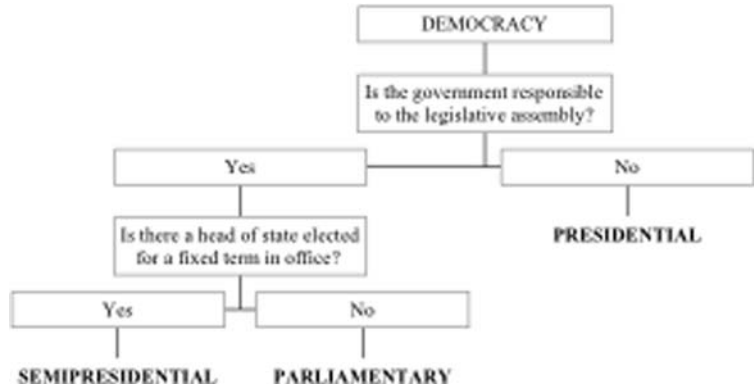 DEMOCRACY
Is the government responsible
to the legislative assembly?
Yes
No
PRESIDENTIAL
Is there a head of state elected
for a fixed term in office?
Yes
No
SEMIPRESIDENTIAL
PARLIAMENTARY